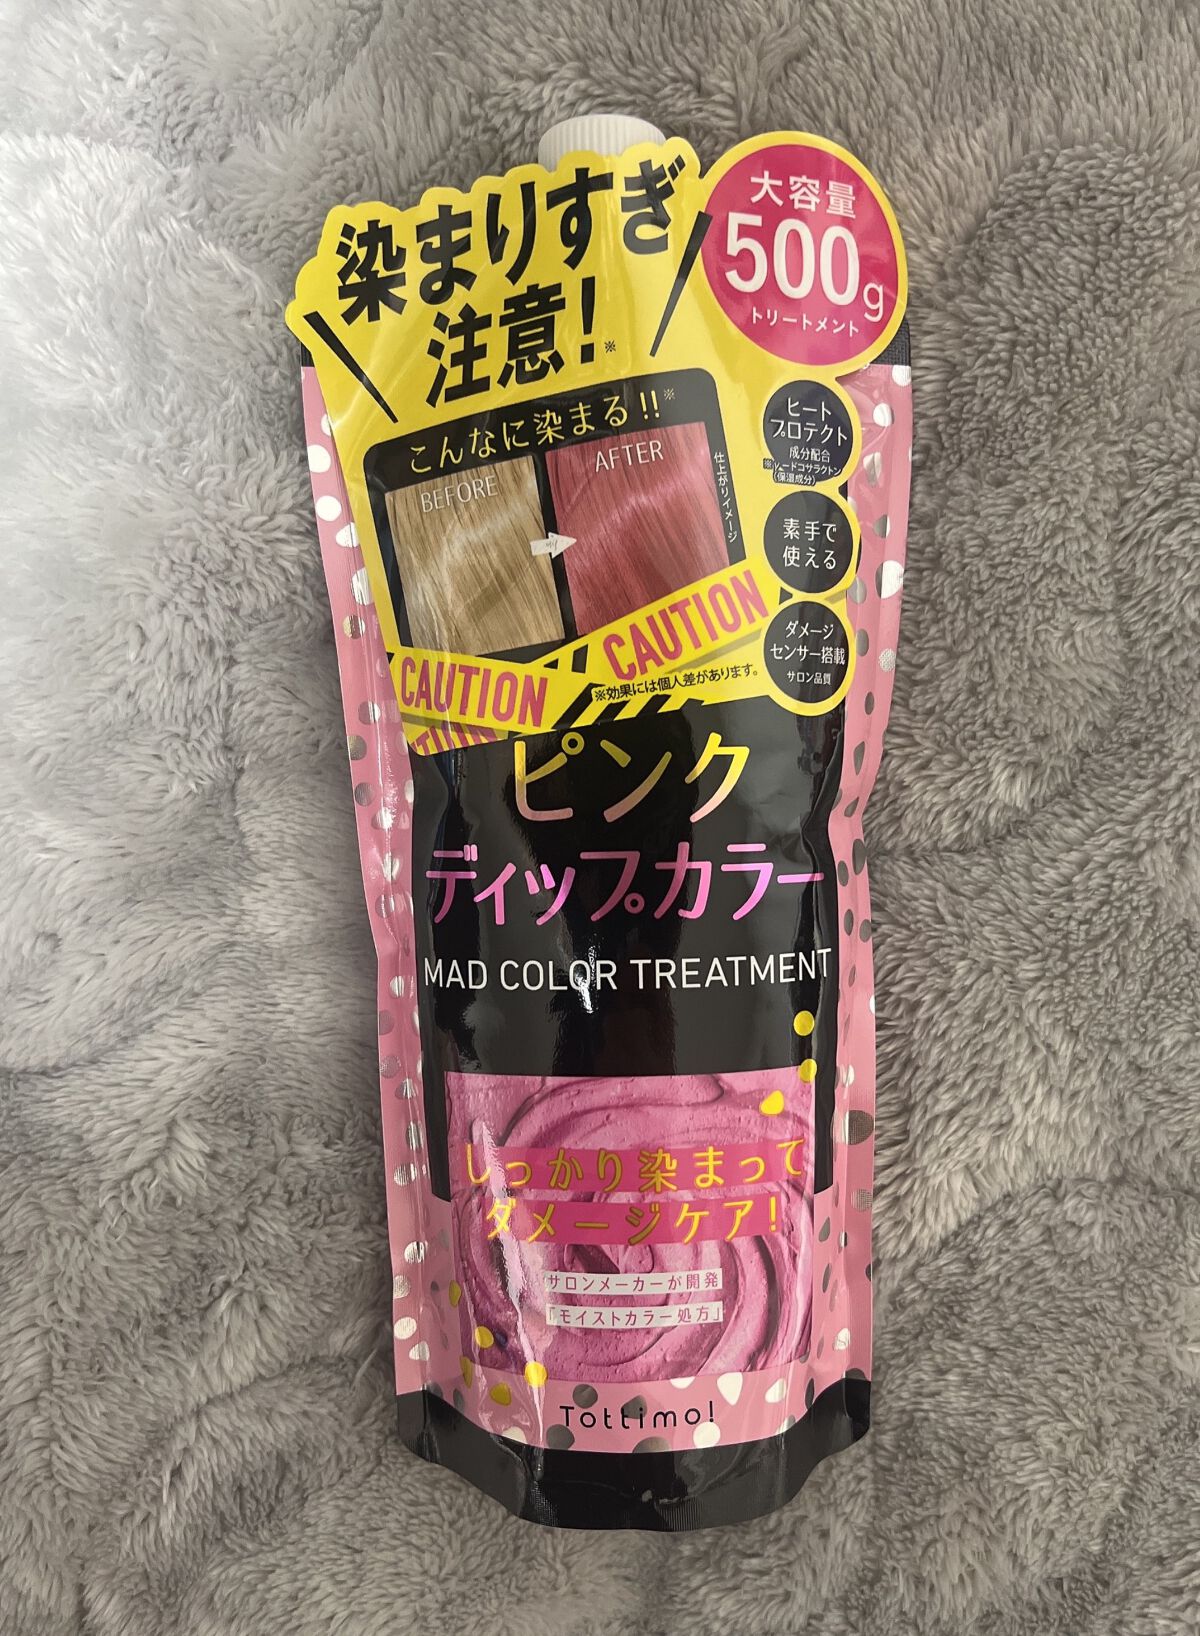 染まりすぎ
注意!※
大容量
500g
トリートメント
こんなに染まる!!※
BEFORE
AFTER
仕上がりイメージ
ヒート
プロテクト
成分配合
(保湿成分)
素手で
使える
ダメージ
センサー搭載
サロン品質
CAUTION
CAUTION
※効果には個人差があります。
ピンク
ディップカラー
MAD COLOR TREATMENT
しっかり染まって
ダメージケア!
サロンメーカーが開発
「モイストカラー処方」
Tottimo!